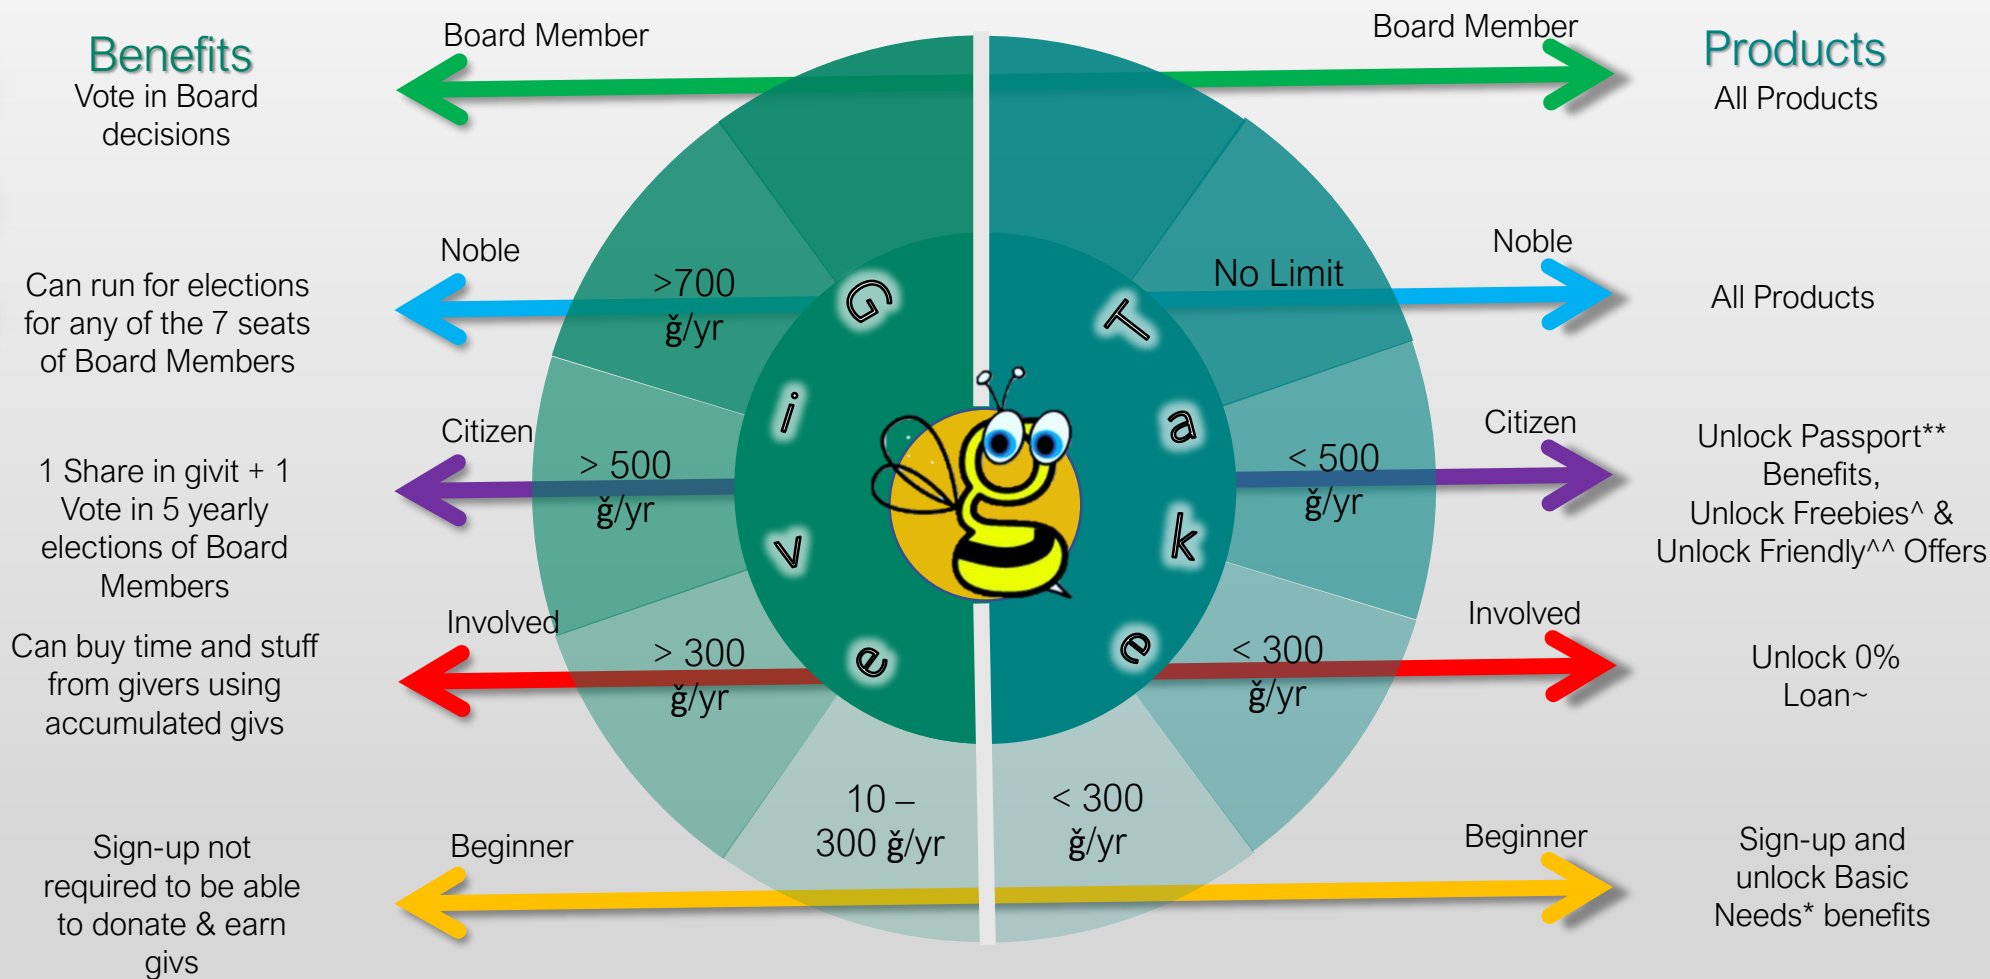 Benefits
Vote in Board
decisions
Board Member
Board Member
Products
All Products
Can run for elections
for any of the 7 seats
of Board Members
Noble
>700
ğ/yr
No Limit
Noble
All Products
1 Share in givit + 1
Vote in 5 yearly
elections of Board
Members
Citizen
> 500
ğ/yr
< 500
ğ/yr
Citizen
Unlock Passport**
Benefits,
Unlock Freebies^ &
Unlock Friendly^^ Offers
Can buy time and stuff
from givers using
accumulated givs
Involved
> 300
ğ/yr
< 300
ğ/yr
Involved
Unlock 0%
Loan~
Sign-up not
required to be able
to donate & earn
givs
Beginner
10 –
300 ğ/yr
< 300
ğ/yr
Beginner
Sign-up and
unlock Basic
Needs* benefits
Give
Take
g